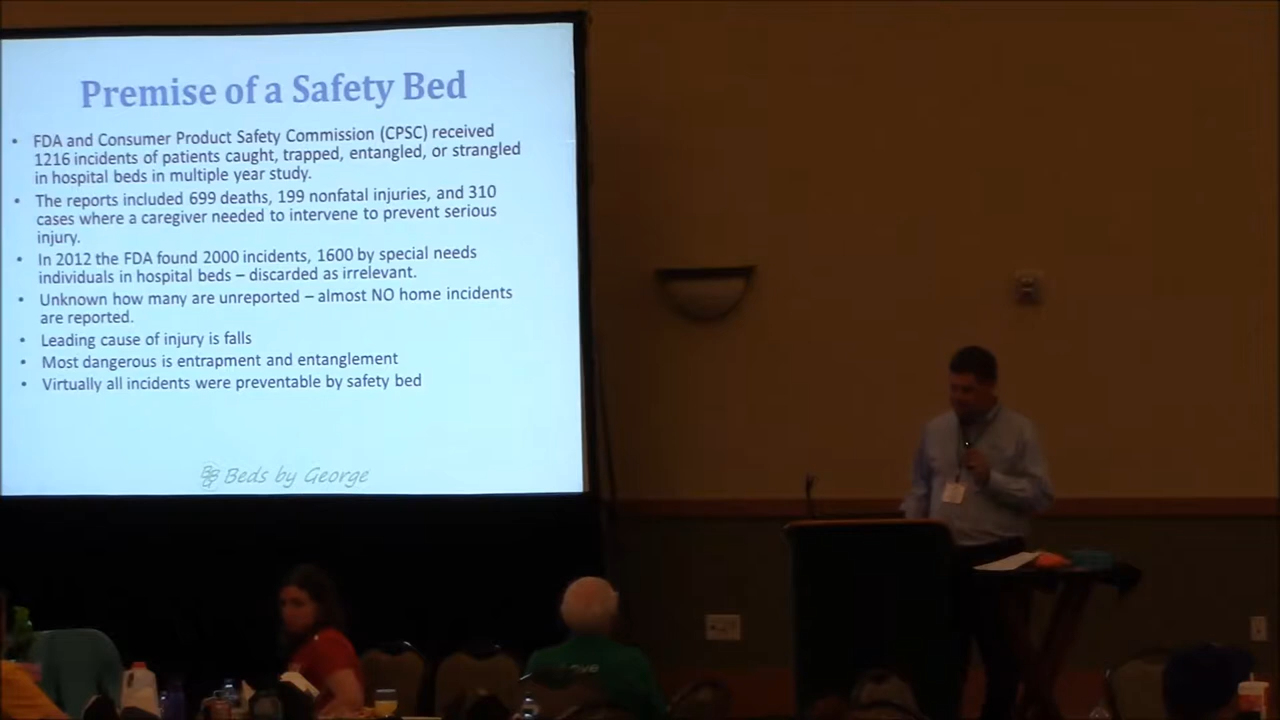 Premise of a Safety Bed
• FDA and Consumer Product Safety Commission (CPSC) received
1216 incidents of patients caught, trapped, entangled, or strangled
in hospital beds in multiple year study.
• The reports included 699 deaths, 199 nonfatal injuries, and 310
cases where a caregiver needed to intervene to prevent serious
injury.
• In 2012 the FDA found 2000 incidents, 1600 by special needs
individuals in hospital beds – discarded as irrelevant.
• Unknown how many are unreported – almost NO home incidents
are reported.
• Leading cause of injury is falls
• Most dangerous is entrapment and entanglement
• Virtually all incidents were preventable by safety bed
Beds by George